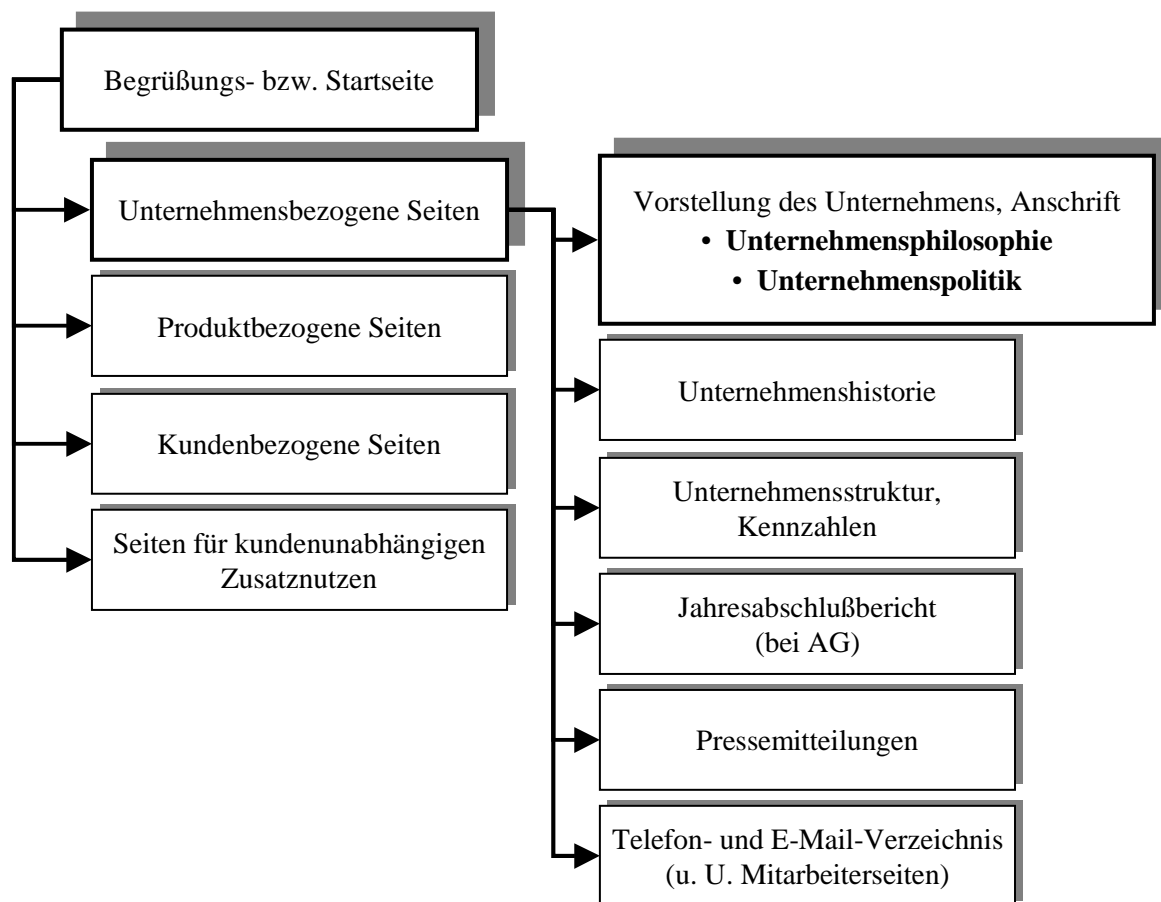 Begrüßungs- bzw. Startseite
Unternehmensbezogene Seiten
Produktbezogene Seiten
Kundenbezogene Seiten
Seiten für kundenunabhängigen
Zusatznutzen
Vorstellung des Unternehmens, Anschrift
• Unternehmensphilosophie
• Unternehmenspolitik
Unternehmenshistorie
Unternehmensstruktur,
Kennzahlen
Jahresabschlußbericht
(bei AG)
Pressemitteilungen
Telefon- und E-Mail-Verzeichnis
(u. U. Mitarbeiterseiten)